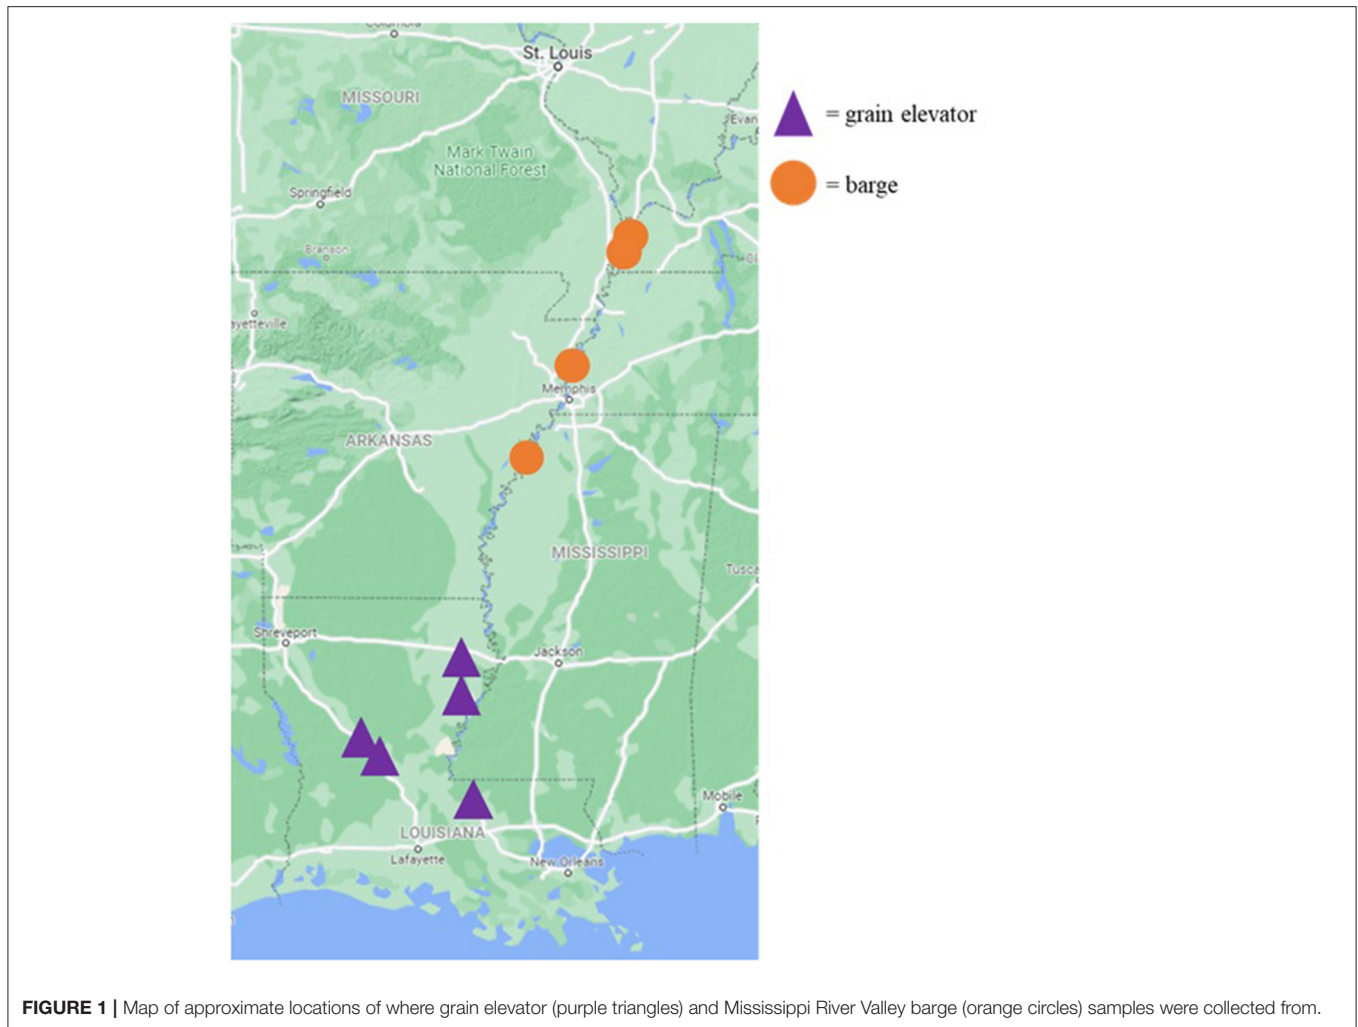 Columbia
St. Louis
= grain elevator
MISSOURI
Evan
Mark Twain
National Forest
= barge
Springfield
Branson
ayetteville
Memphis
ARKANSAS
MISSISSIPPI
Tusca
Shreveport
Jackson
Mobile
LOUISIANA
Lafayette
New Orleans
FIGURE 1 | Map of approximate locations of where grain elevator (purple triangles) and Mississippi River Valley barge (orange circles) samples were collected from.